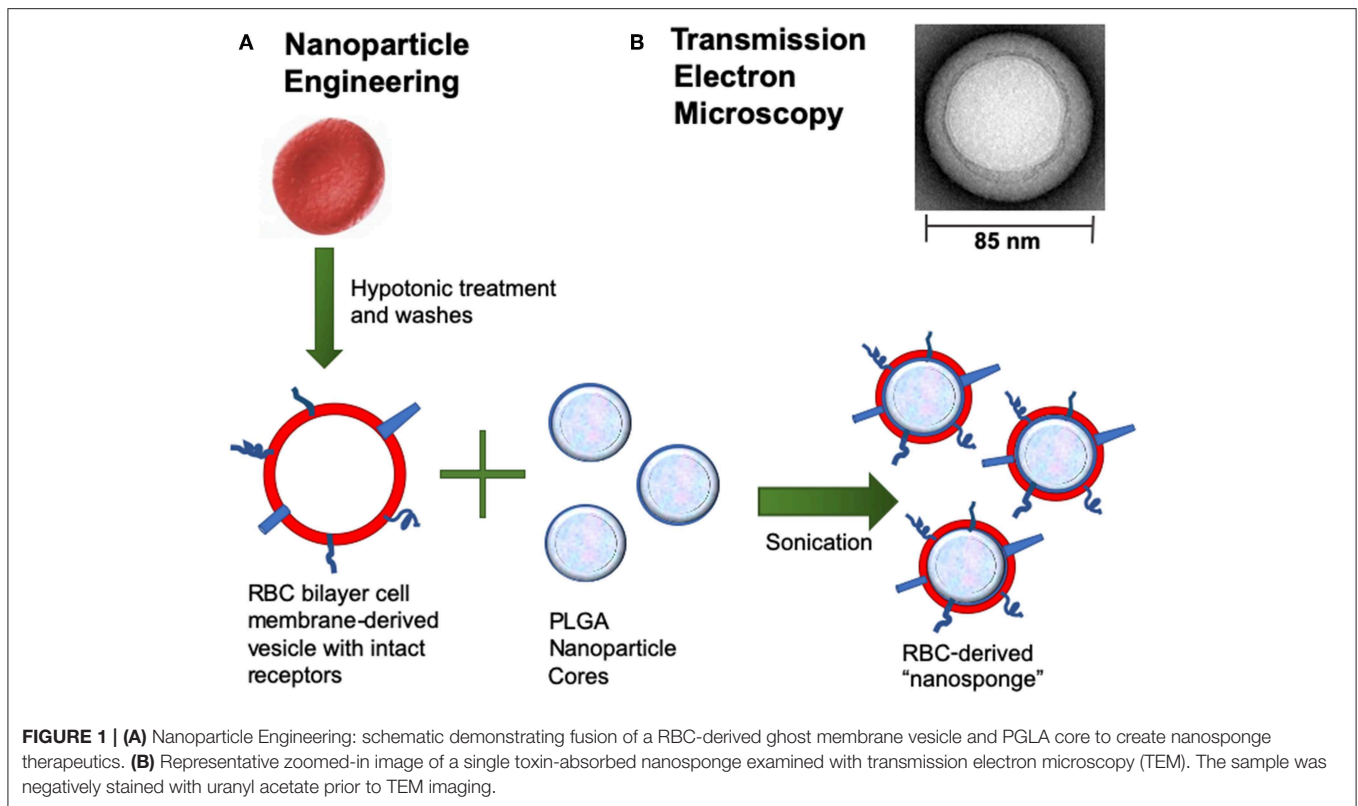 A Nanoparticle
Engineering
B Transmission
Electron
Microscopy
85 nm
Hypotonic treatment
and washes
RBC bilayer cell
membrane-derived
vesicle with intact
receptors
PLGA
Nanoparticle
Cores
Sonication
RBC-derived
“nanosponge”
FIGURE 1 | (A) Nanoparticle Engineering: schematic demonstrating fusion of a RBC-derived ghost membrane vesicle and PGLA core to create nanosponge
therapeutics. (B) Representative zoomed-in image of a single toxin-absorbed nanosponge examined with transmission electron microscopy (TEM). The sample was
negatively stained with uranyl acetate prior to TEM imaging.